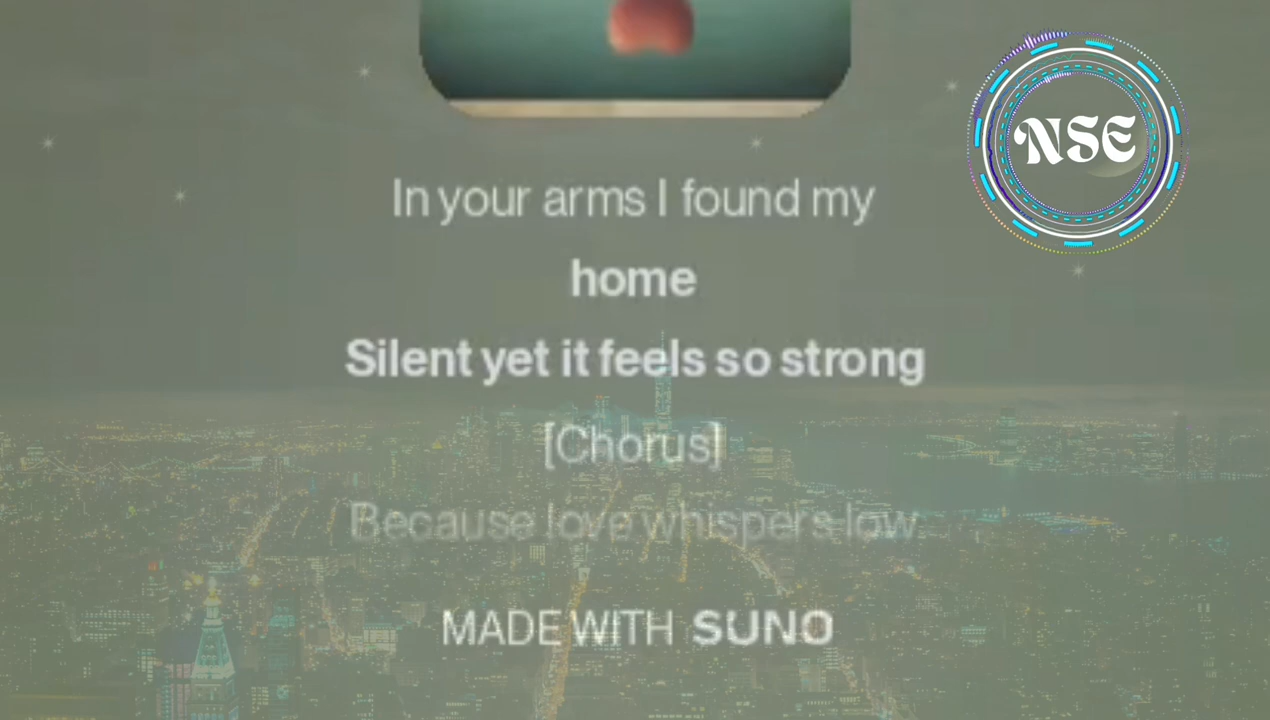 NSE
In your arms I found my
home
Silent yet it feels so strong
[Chorus]
Because love whispers low
MADE WITH SUNO